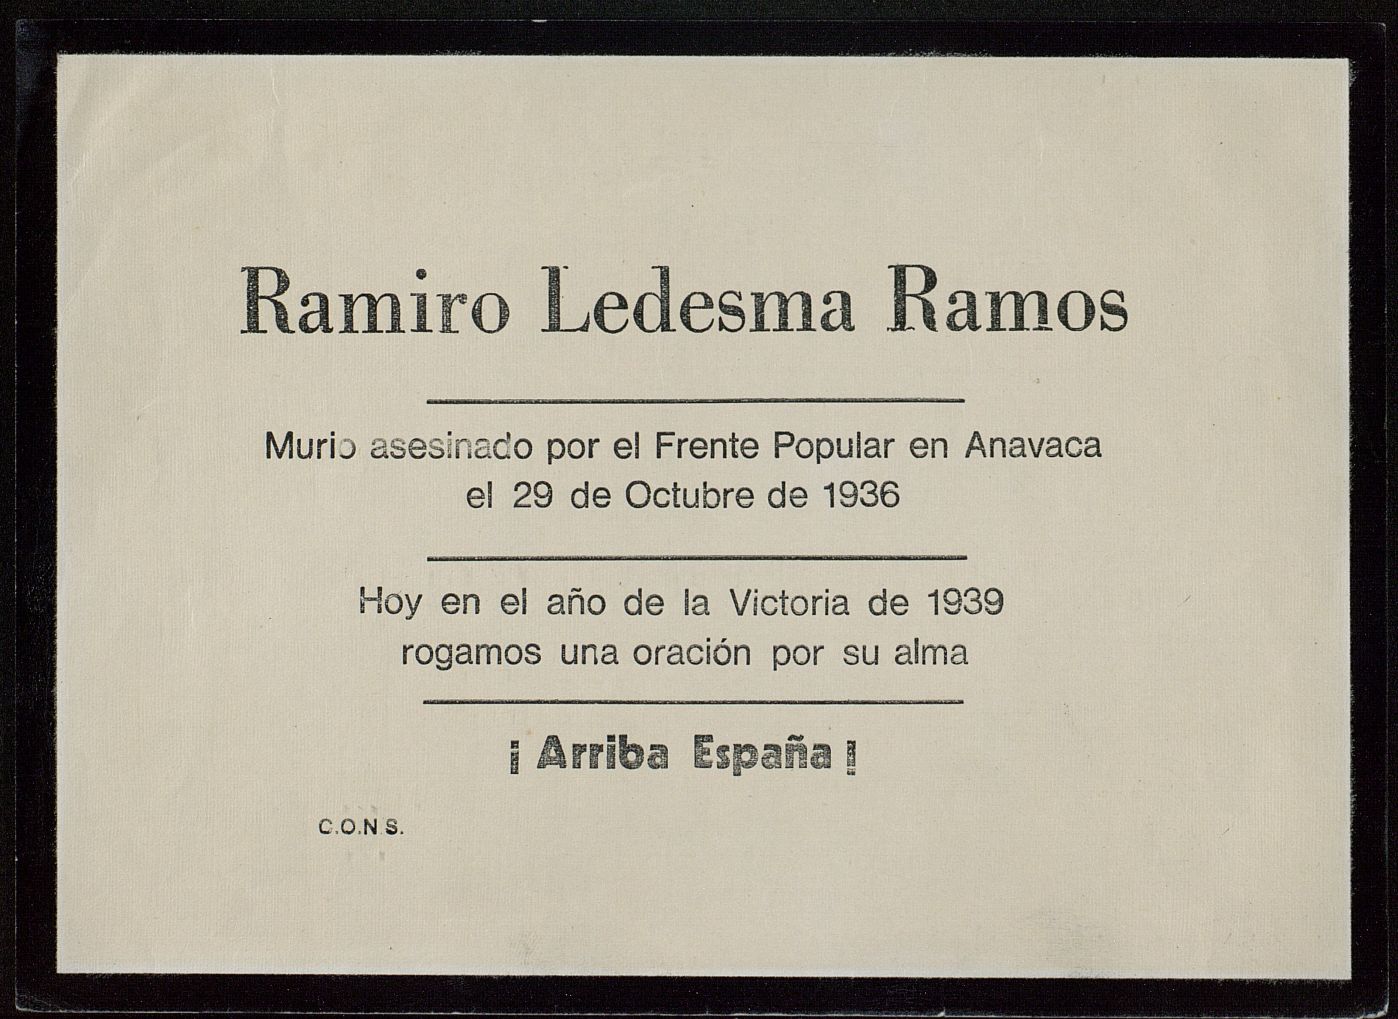 Ramiro Ledesma Ramos
Murio asesinado por el Frente Popular en Anavaca
el 29 de Octubre de 1936
Hoy en el año de la Victoria de 1939
rogamos una oración por su alma
¡ Arriba España !
C.O.N.S.